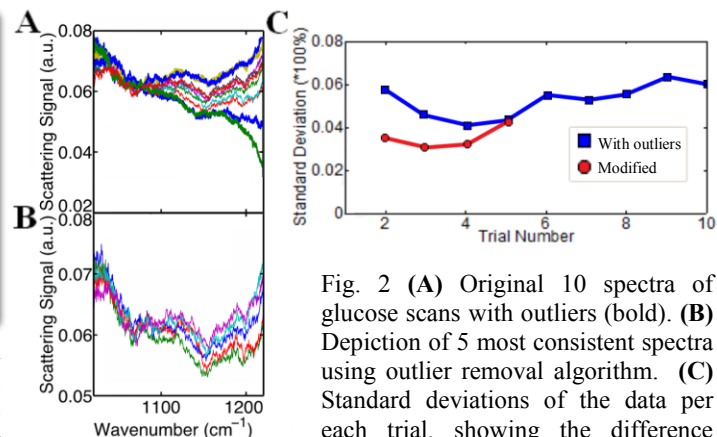 A
Scattering Signal (a.u.)
0.08
0.06
0.04
0.02
B
Scattering Signal (a.u.)
0.08
0.07
0.06
0.05
1100 1200
Wavenumber (cm⁻¹)
C
Standard Deviation (*100%)
0.08
0.06
0.04
0.02
0
2 4 6 8 10
Trial Number
With outliers
Modified
Fig. 2 (A) Original 10 spectra of
glucose scans with outliers (bold). (B)
Depiction of 5 most consistent spectra
using outlier removal algorithm. (C)
Standard deviations of the data per
each trial, showing the difference